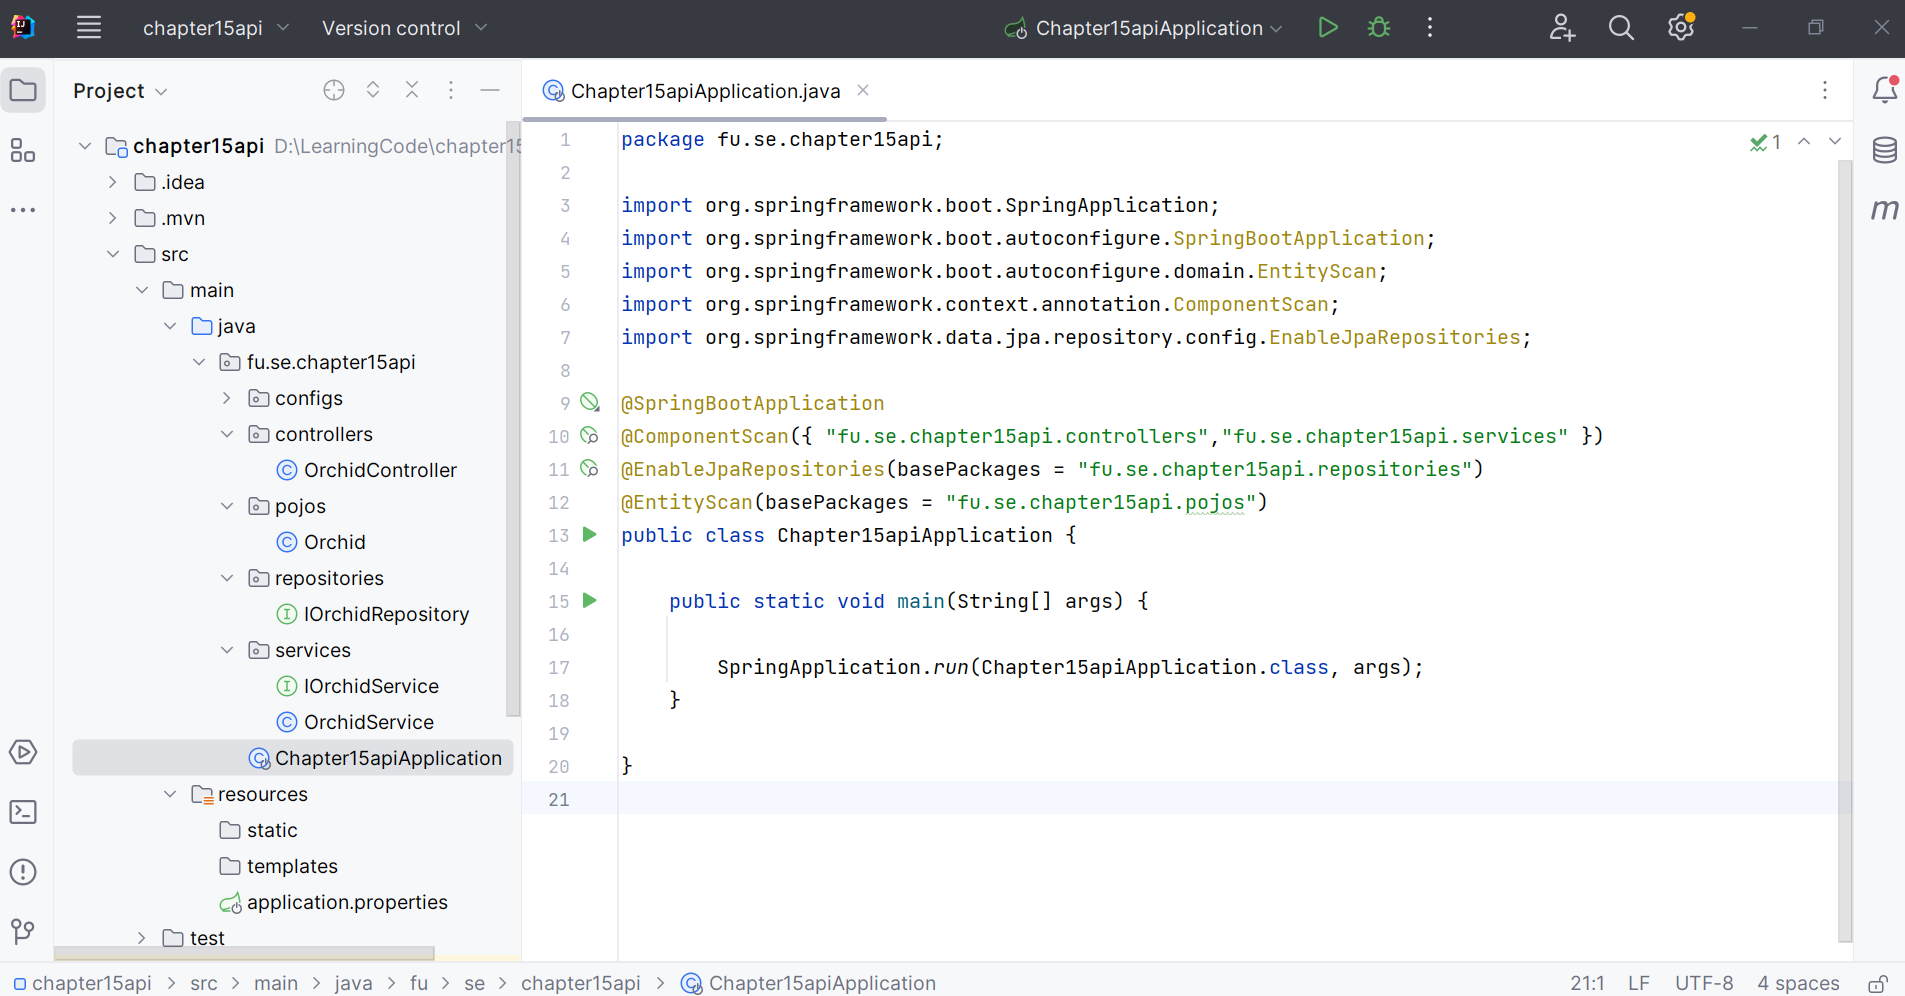 chapter15api Version control Chapter15apiApplication
Project
Chapter15apiApplication.java
chapter15api D:\LearningCode\chapter15
.idea
.mvn
src
main
java
fu.se.chapter15api
configs
controllers
OrchidController
pojos
Orchid
repositories
IOrchidRepository
services
IOrchidService
OrchidService
Chapter15apiApplication
resources
static
templates
application.properties
test
1 package fu.se.chapter15api;
2
3 import org.springframework.boot.SpringApplication;
4 import org.springframework.boot.autoconfigure.SpringBootApplication;
5 import org.springframework.boot.autoconfigure.domain.EntityScan;
6 import org.springframework.context.annotation.ComponentScan;
7 import org.springframework.data.jpa.repository.config.EnableJpaRepositories;
8
9 @SpringBootApplication
10 @ComponentScan({ "fu.se.chapter15api.controllers","fu.se.chapter15api.services" })
11 @EnableJpaRepositories(basePackages = "fu.se.chapter15api.repositories")
12 @EntityScan(basePackages = "fu.se.chapter15api.pojos")
13 public class Chapter15apiApplication {
14
15 public static void main(String[] args) {
16
17 SpringApplication.run(Chapter15apiApplication.class, args);
18 }
19
20 }
21
1
m
chapter15api > src > main > java > fu > se > chapter15api > Chapter15apiApplication
21:1 LF UTF-8 4 spaces